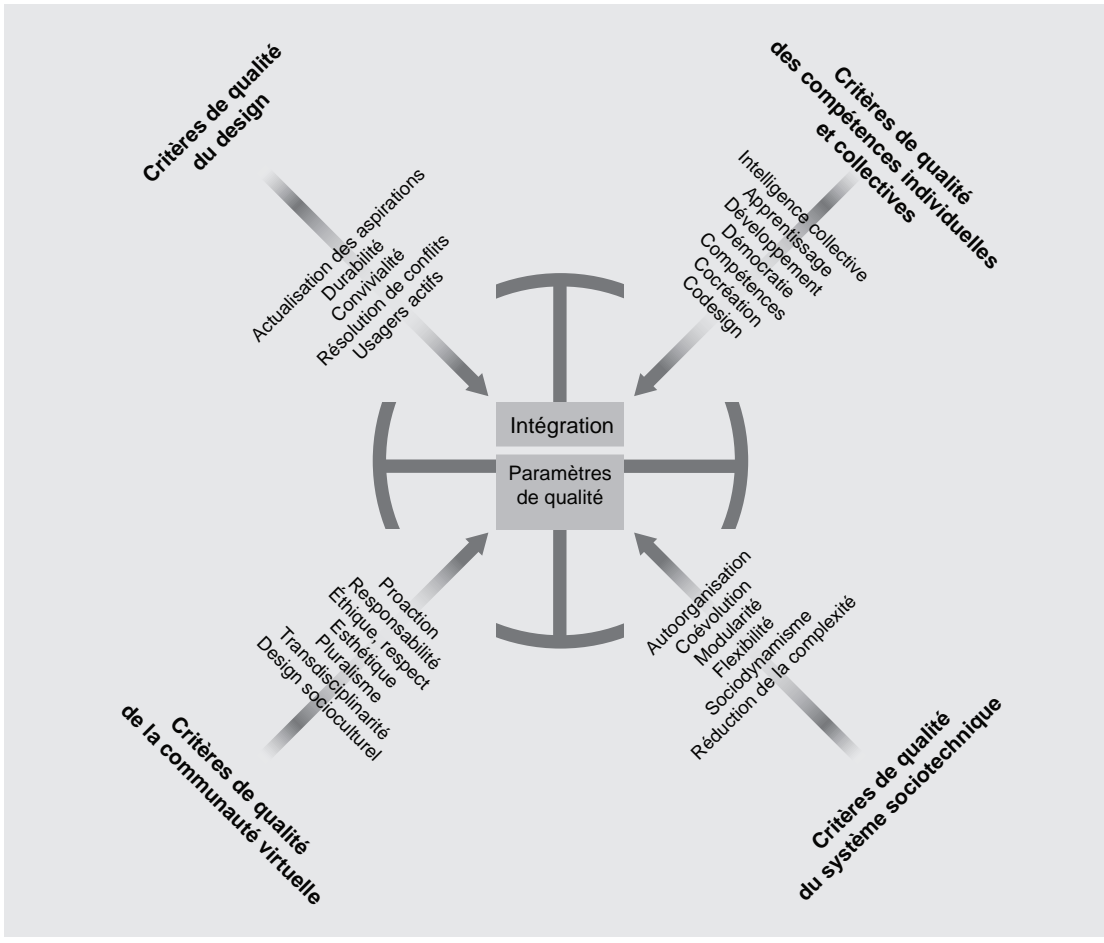 Critères de qualité
du design
Actualisation des aspirations
Durabilité
Convivialité
Résolution de conflits
Usagers actifs
Critères de qualité
des compétences individuelles
et collectives
Intelligence collective
Apprentissage
Développement
Démocratie
Compétences
Cocréation
Codesign
Intégration
Paramètres
de qualité
Proaction
Responsabilité
Éthique, respect
Esthétique
Pluralisme
Transdisciplinarité
Design socioculturel
Critères de qualité
de la communauté virtuelle
Autoorganisation
Coévolution
Modularité
Flexibilité
Sociodynamisme
Réduction de la complexité
Critères de qualité
du système sociotechnique